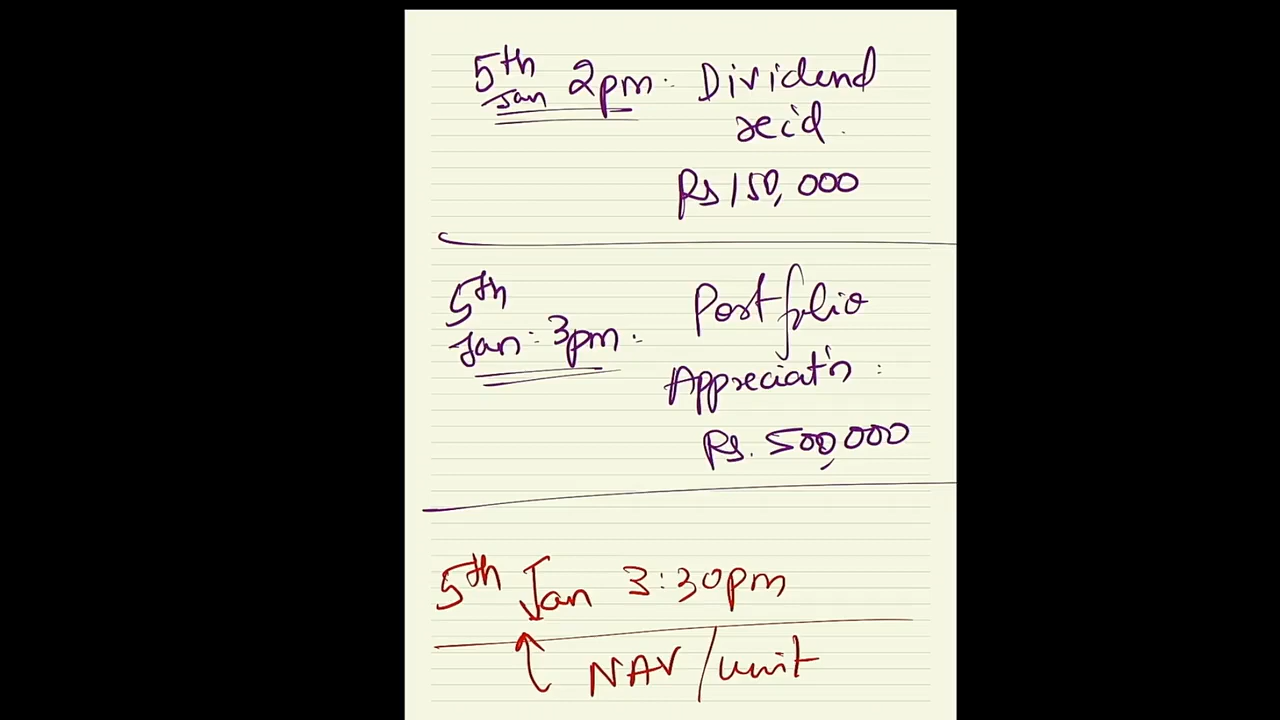 5th Jan 2pm. Dividend
recd.
Rs 150,000
5th
Jan: 3pm. Portfolio
Appreciat'n :
Rs. 500,000
5th Jan 3:30pm
NAV/unit